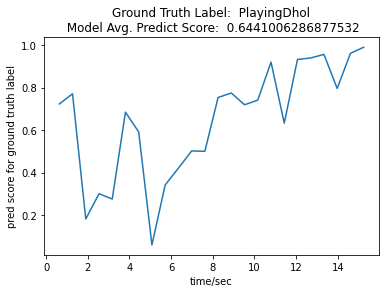 Ground Truth Label:  PlayingDhol
Model Avg. Predict Score:  0.6441006286877532
pred score for ground truth label
1.0
0.8
0.6
0.4
0.2
0 2 4 6 8 10 12 14
time/sec